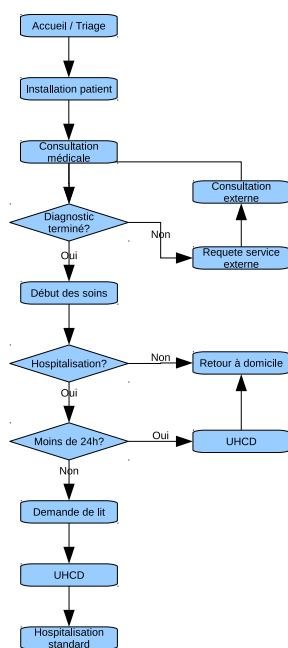 Accueil / Triage
Installation patient
Consultation
médicale
Consultation
externe
Diagnostic
terminé?
Non
Requete service
externe
Oui
Début des soins
Hospitalisation?
Non
Retour à domicile
Oui
Moins de 24h?
Oui
UHCD
Non
Demande de lit
UHCD
Hospitalisation
standard